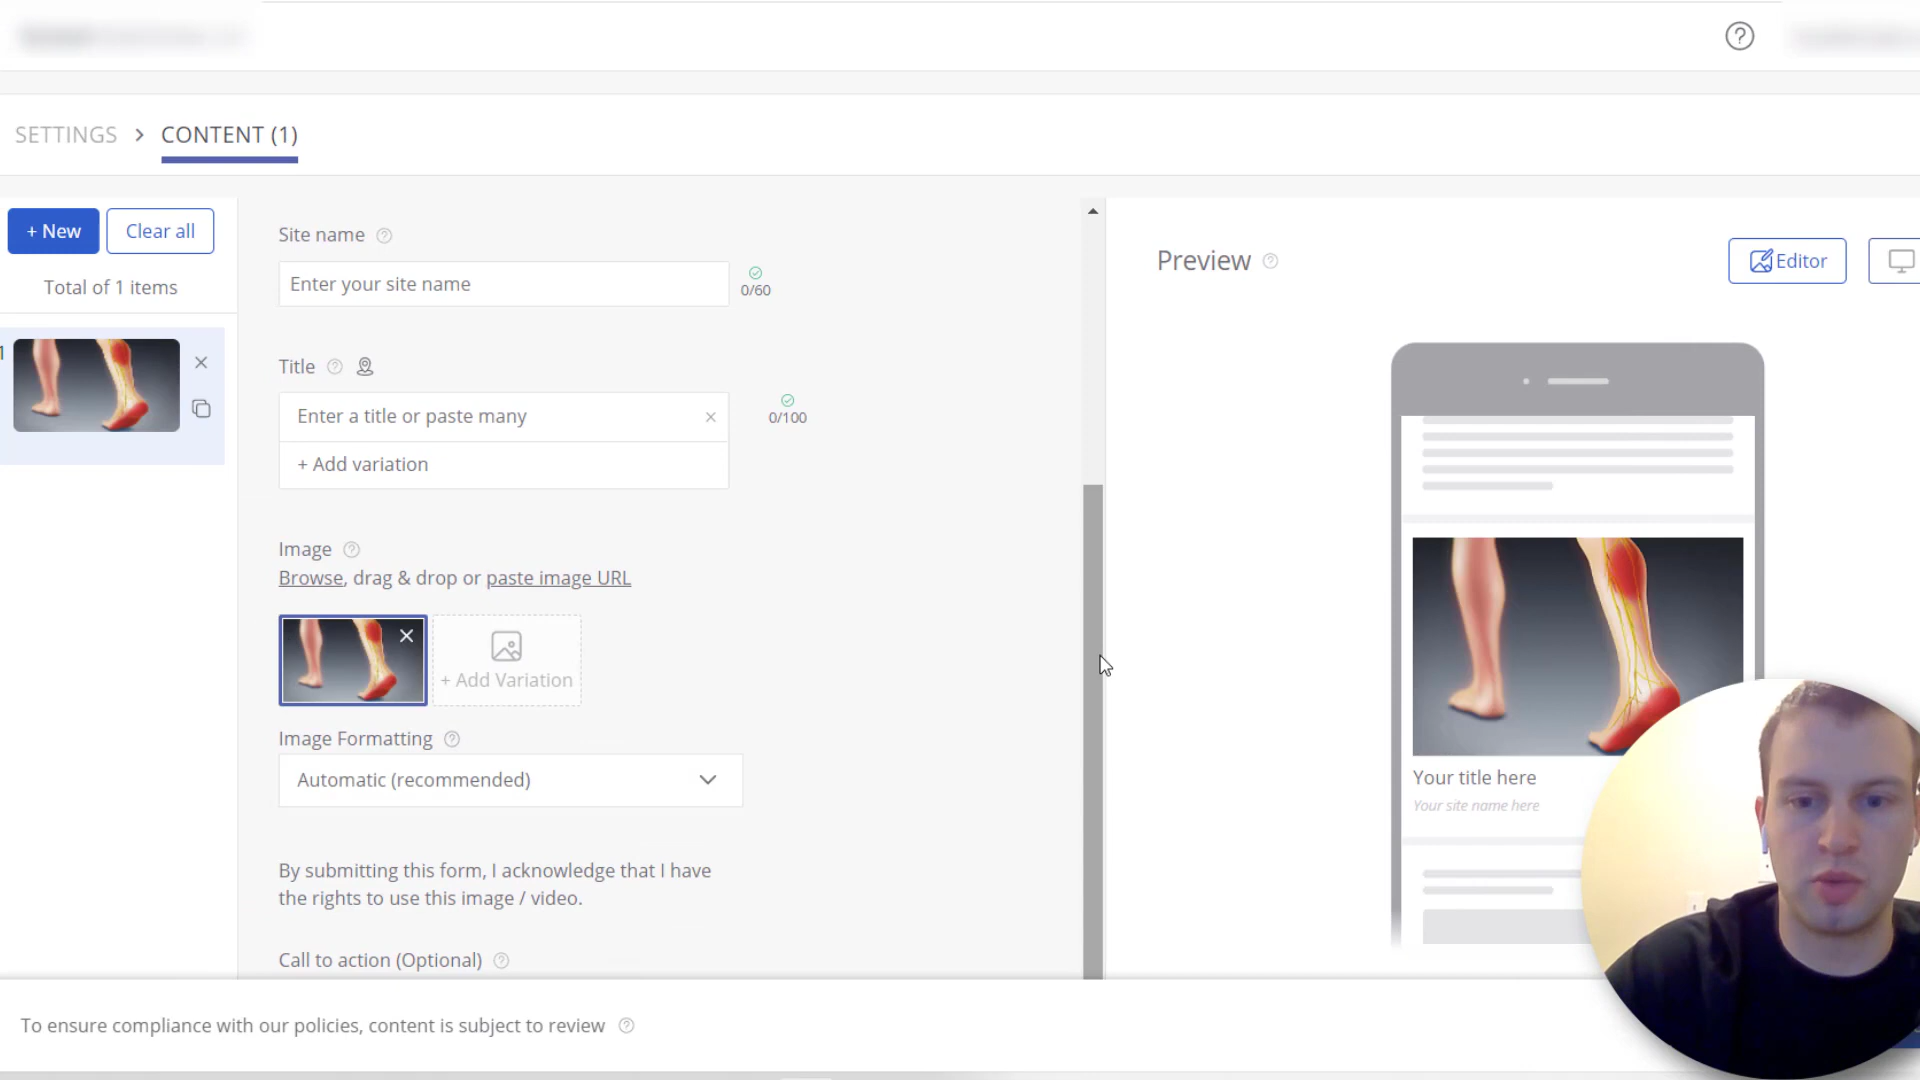 SETTINGS > CONTENT (1)
+ New
Clear all
Total of 1 items
1
Site name
Enter your site name
0/60
Title
Enter a title or paste many
0/100
+ Add variation
Image
Browse, drag & drop or paste image URL
+ Add Variation
Image Formatting
Automatic (recommended)
By submitting this form, I acknowledge that I have
the rights to use this image / video.
Call to action (Optional)
Preview
Editor
Your title here
Your site name here
To ensure compliance with our policies, content is subject to review